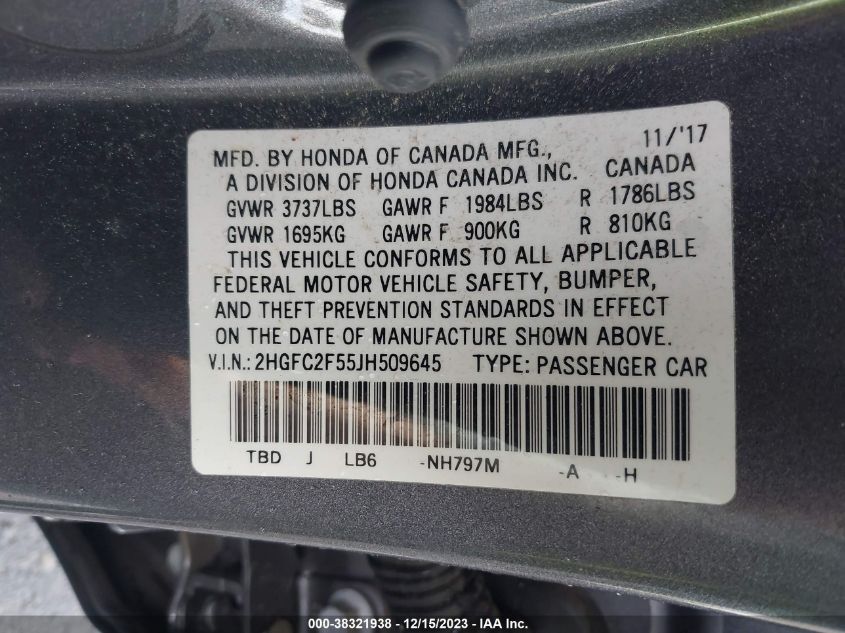 11/'17
MFD. BY HONDA OF CANADA MFG.,
A DIVISION OF HONDA CANADA INC. CANADA
GVWR 3737LBS GAWR F 1984LBS R 1786LBS
GVWR 1695KG GAWR F 900KG R 810KG
THIS VEHICLE CONFORMS TO ALL APPLICABLE
FEDERAL MOTOR VEHICLE SAFETY, BUMPER,
AND THEFT PREVENTION STANDARDS IN EFFECT
ON THE DATE OF MANUFACTURE SHOWN ABOVE.
V.I.N.: 2HGFC2F55JH509645 TYPE: PASSENGER CAR
TBD J LB6 -NH797M -A -H
000-38321938 - 12/15/2023 - IAA Inc.